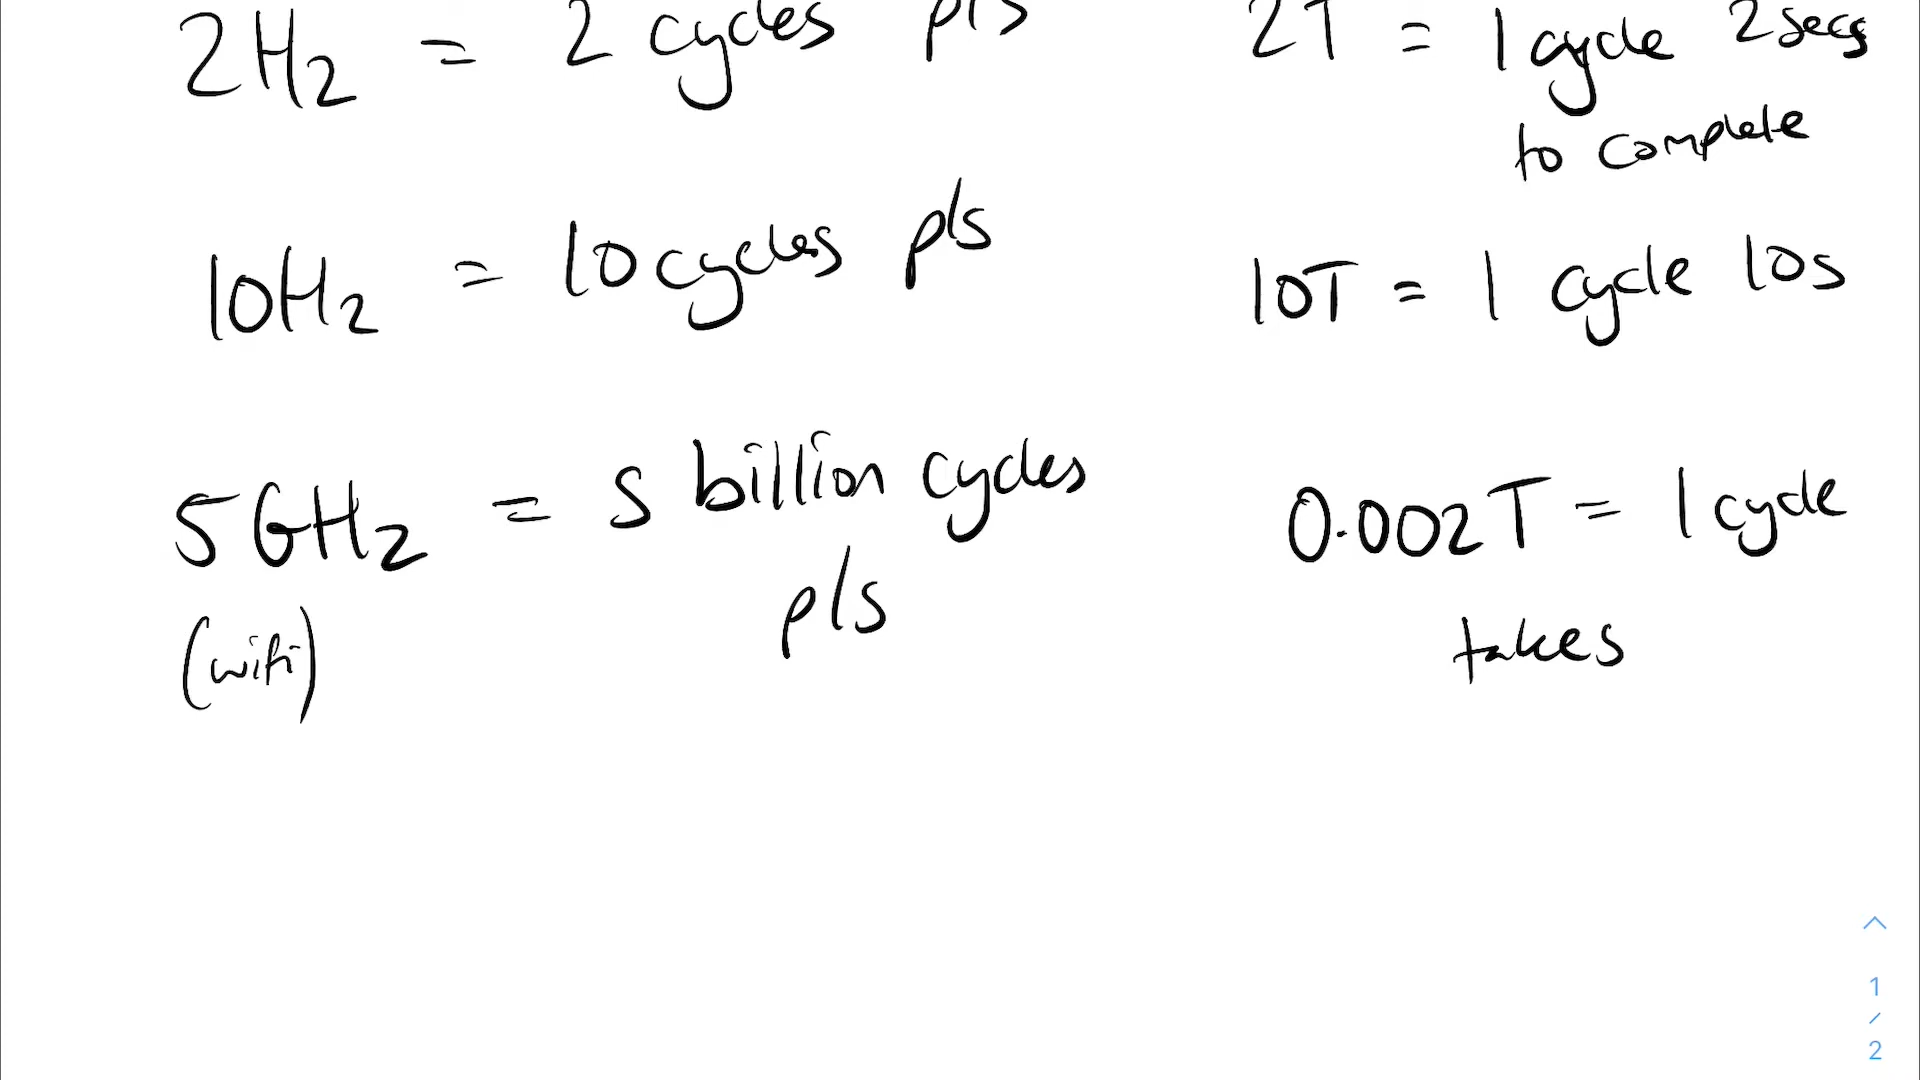 2Hz = 2 cycles p/s
2T = 1 cycle 2secs
to complete
10Hz = 10 cycles p/s
10T = 1 cycle 10s
5GHz = 5 billion cycles
p/s
(wifi)
0.002T = 1 cycle
takes
1
/
2